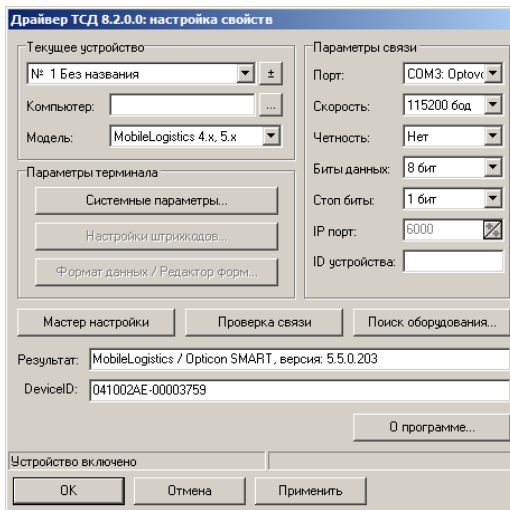 Драйвер ТСД 8.2.0.0: настройка свойств
Текущее устройство
№ 1 Без названия
±
Компьютер:
...
Модель: MobileLogistics 4.x, 5.x
Параметры терминала
Системные параметры...
Настройки штрихкодов...
Формат данных / Редактор форм...
Параметры связи
Порт: COM3:
Скорость: 115200 бод
Четность: Нет
Биты данных: 8 бит
Стоп биты: 1 бит
IP порт: 6000
ID устройства:
Мастер настройки Проверка связи Поиск оборудования...
Результат: MobileLogistics / Opticon SMART, версия: 5.5.0.203
DeviceID: 041002AE-00003759
О программе...
Устройство включено
OK Отмена Применить